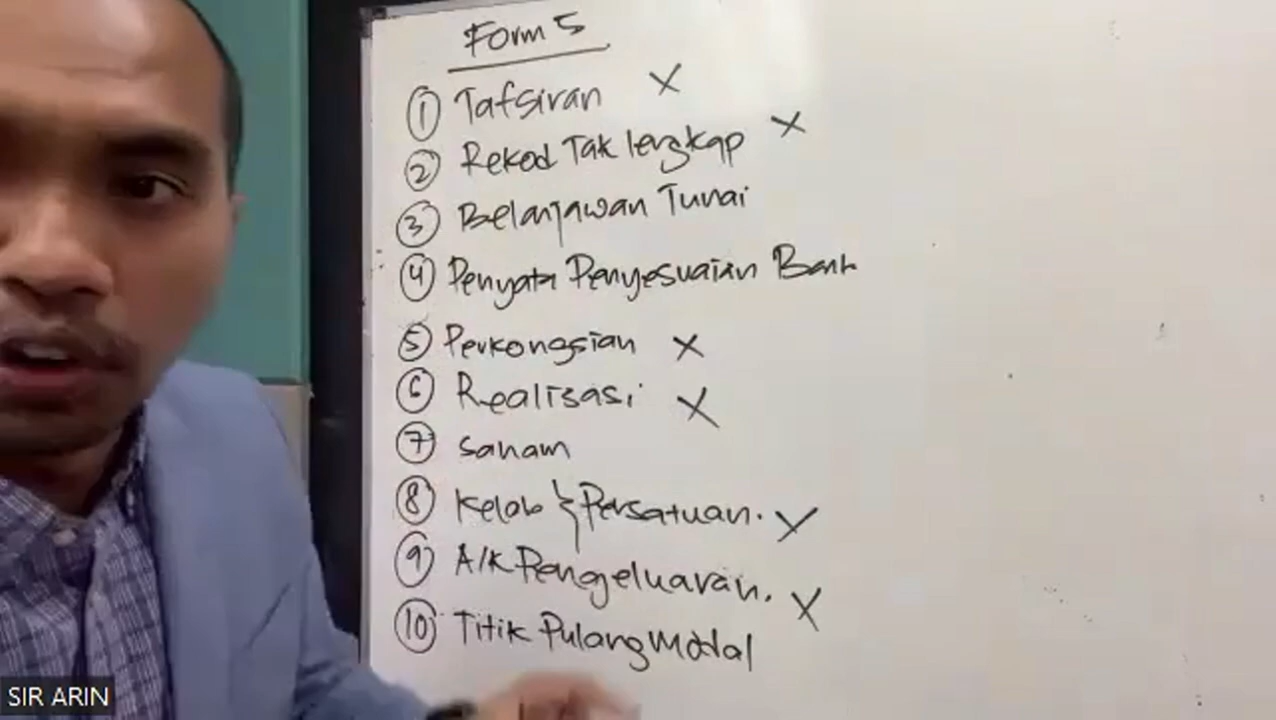 Form 5
① Tafsiran X
② Rekod Tak lengkap X
③ Belanjawan Tunai
④ Penyata Penyesuaian Bank
⑤ Perkongsian X
⑥ Realisasi X
⑦ Saham
⑧ Kelab & Persatuan. X
⑨ A/K Pengeluaran. X
⑩ Titik Pulang Modal
SIR ARIN